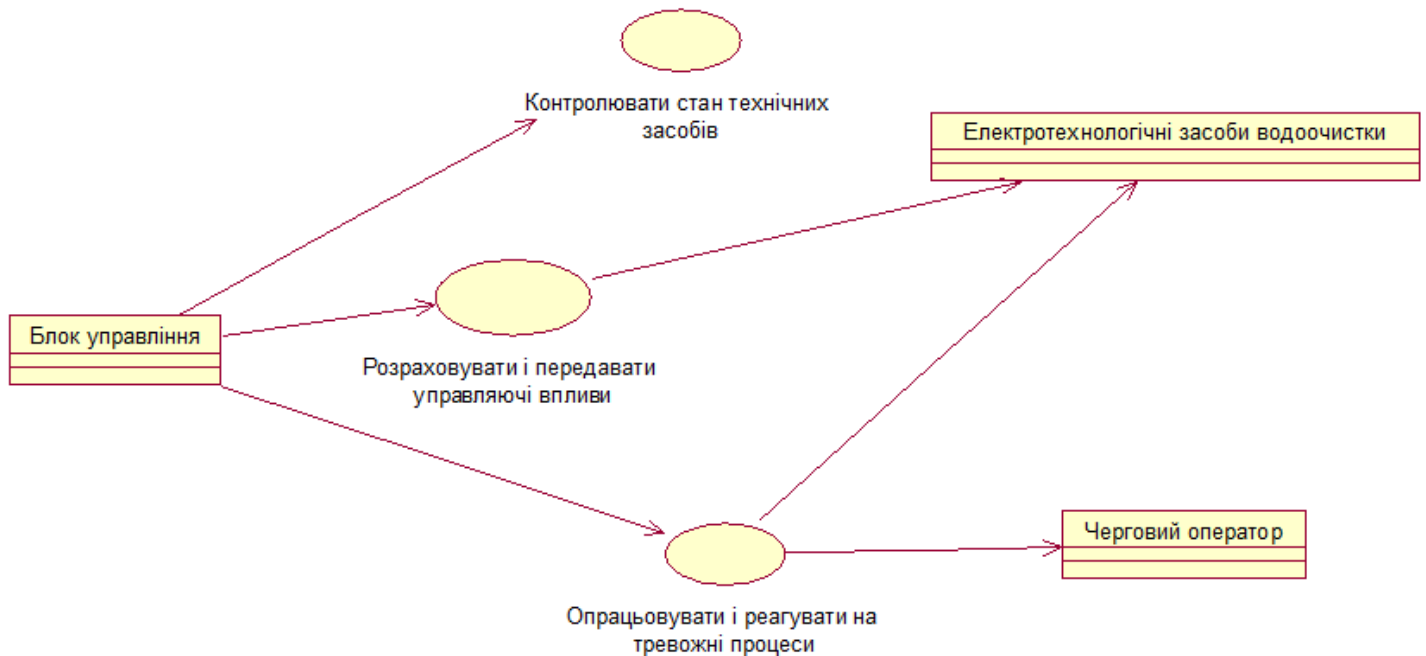 Контролювати стан технічних
засобів
Електротехнологічні засоби водоочистки
Блок управління
Розраховувати і передавати
управляючі впливи
Черговий оператор
Опрацьовувати і реагувати на
тревожні процеси